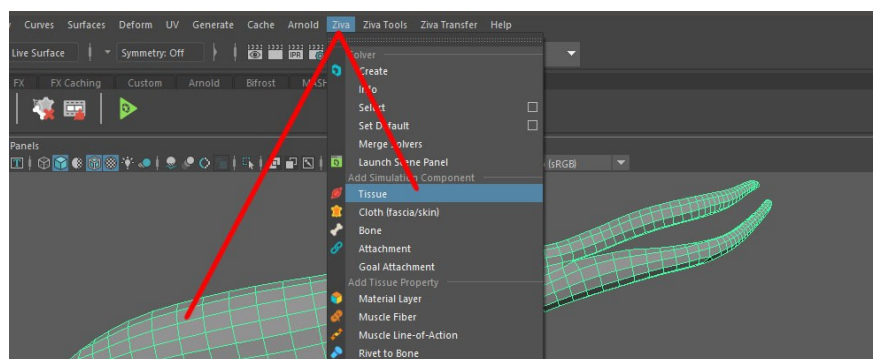 Curves Surfaces Deform UV Generate Cache Arnold Ziva Ziva Tools Ziva Transfer Help
Live Surface Symmetry: Off
IPR
FX FX Caching Custom Arnold Bifrost MASH
Panels
(sRGB)
Solver
Create
Info
Select
Set Default
Merge Solvers
Launch Scene Panel
Add Simulation Component
Tissue
Cloth (fascia/skin)
Bone
Attachment
Goal Attachment
Add Tissue Property
Material Layer
Muscle Fiber
Muscle Line-of-Action
Rivet to Bone